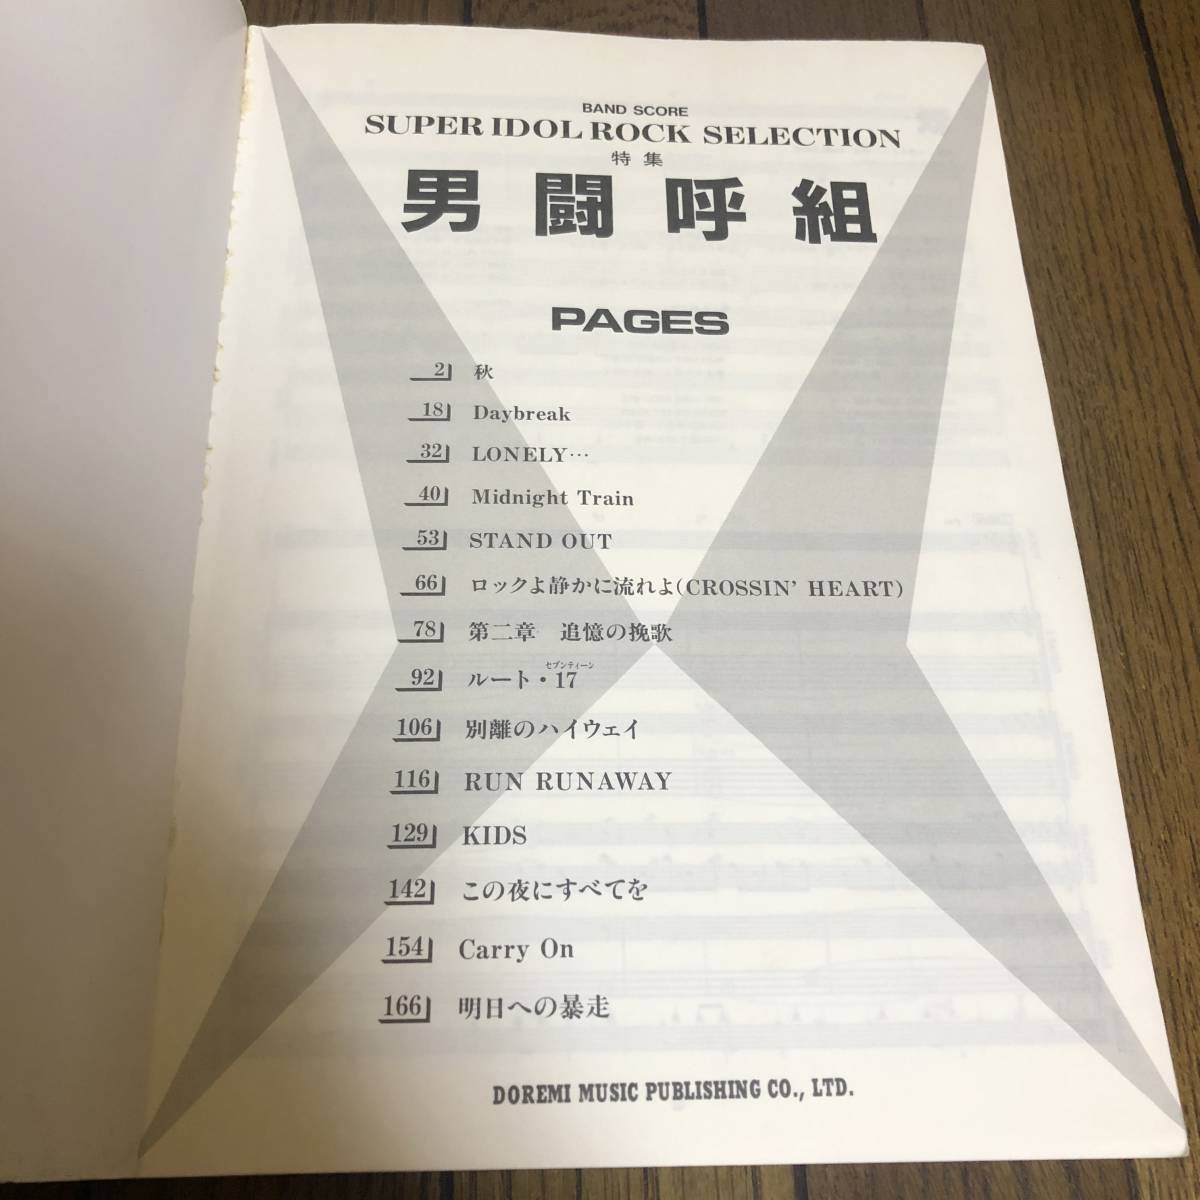 BAND SCORE
SUPER IDOL ROCK SELECTION
特集
男闘呼組
PAGES
2 秋
18 Daybreak
32 LONELY…
40 Midnight Train
53 STAND OUT
66 ロックよ静かに流れよ(CROSSIN' HEART)
78 第二章 追憶の挽歌
セブンティーン
92 ルート・17
106 別離のハイウェイ
116 RUN RUNAWAY
129 KIDS
142 この夜にすべてを
154 Carry On
166 明日への暴走
DOREMI MUSIC PUBLISHING CO., LTD.